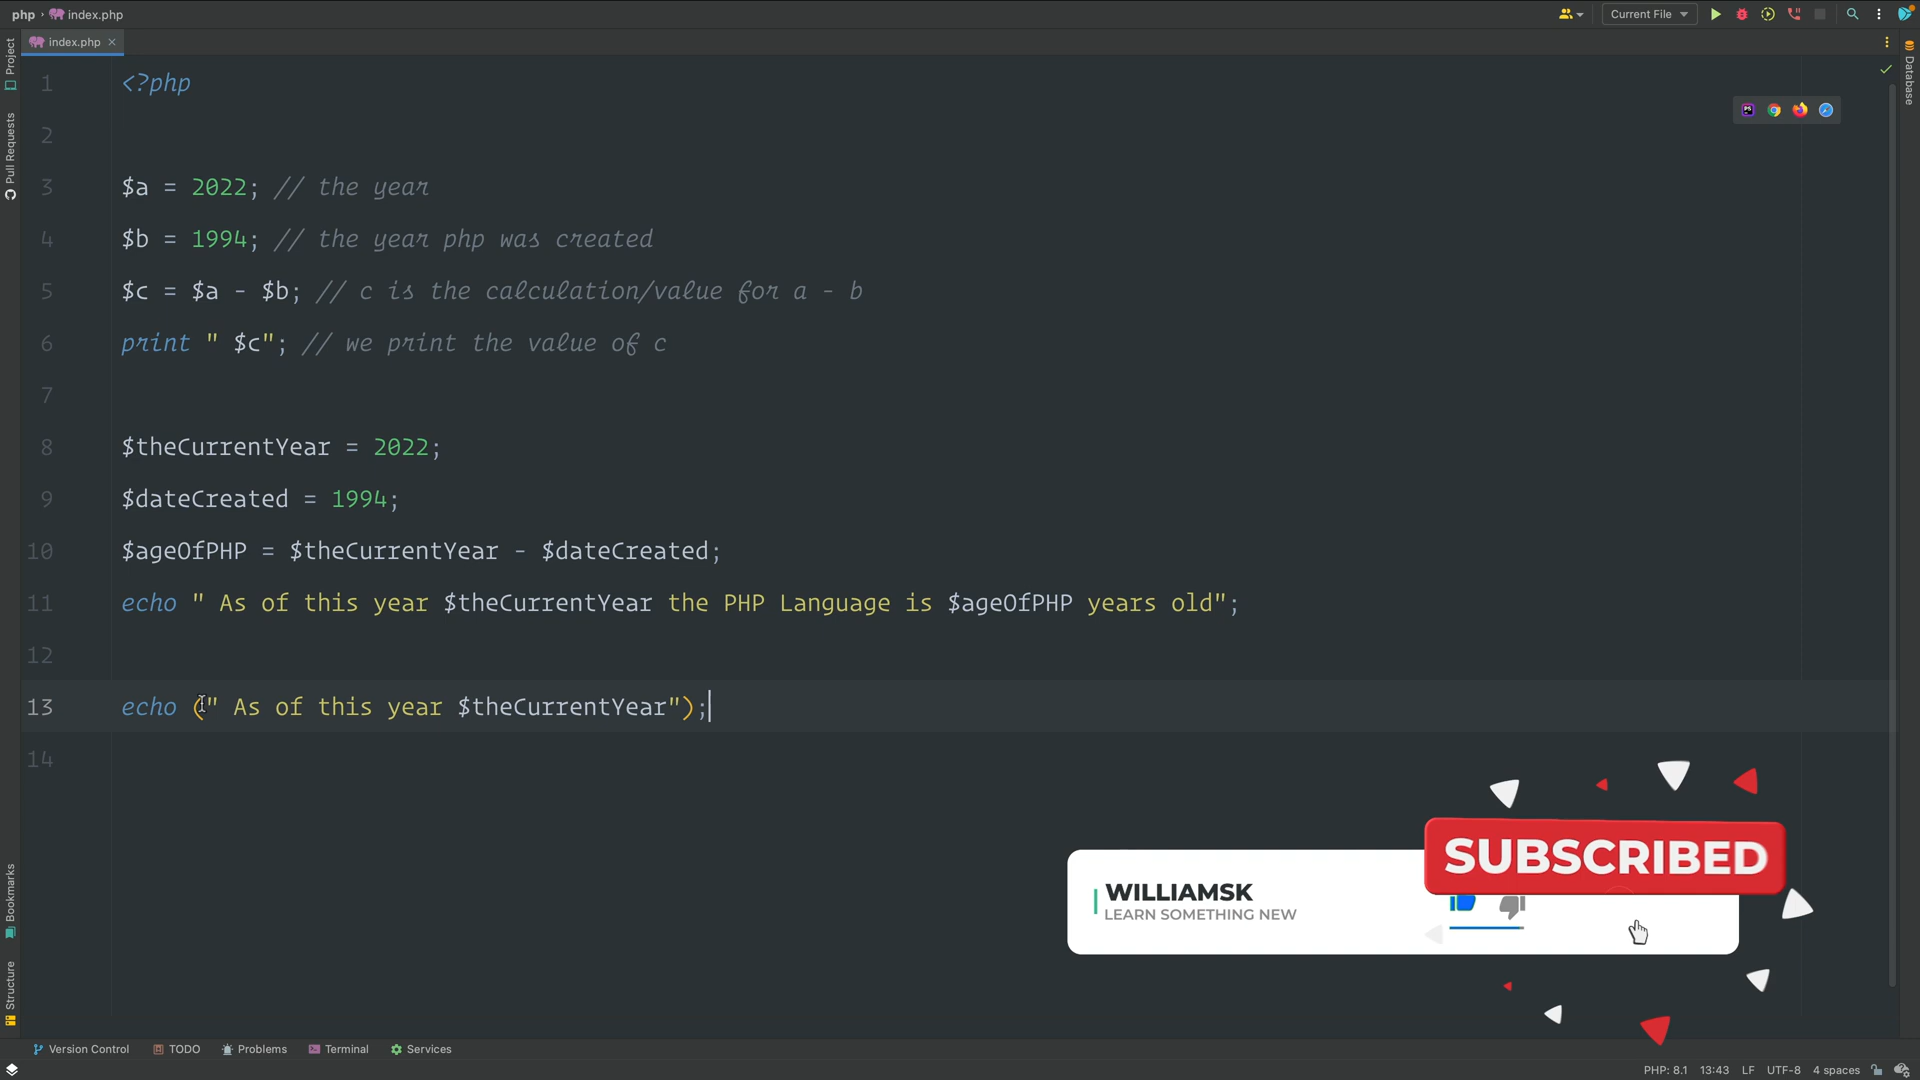 php › index.php
Current File
index.php
Project
Pull Requests
Database
1 <?php
2
3 $a = 2022; // the year
4 $b = 1994; // the year php was created
5 $c = $a - $b; // c is the calculation/value for a - b
6 print " $c"; // we print the value of c
7
8 $theCurrentYear = 2022;
9 $dateCreated = 1994;
10 $ageOfPHP = $theCurrentYear - $dateCreated;
11 echo " As of this year $theCurrentYear the PHP Language is $ageOfPHP years old";
12
13 echo (" As of this year $theCurrentYear");
14
SUBSCRIBED
WILLIAMSK
LEARN SOMETHING NEW
Bookmarks
Structure
Version Control TODO Problems Terminal Services
PHP: 8.1 13:43 LF UTF-8 4 spaces